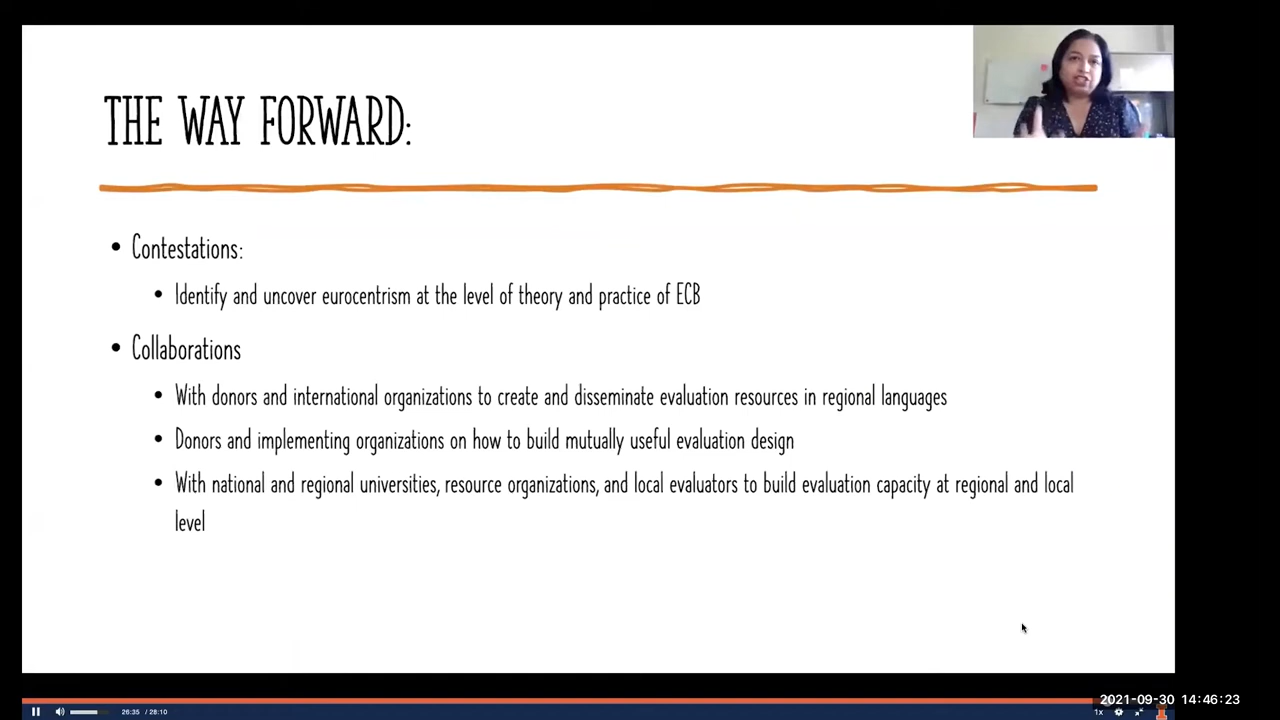 THE WAY FORWARD:
• Contestations:
• Identify and uncover eurocentrism at the level of theory and practice of ECB
• Collaborations
• With donors and international organizations to create and disseminate evaluation resources in regional languages
• Donors and implementing organizations on how to build mutually useful evaluation design
• With national and regional universities, resource organizations, and local evaluators to build evaluation capacity at regional and local
level
26:35 / 28:10
1x
2021-09-30 14:46:23